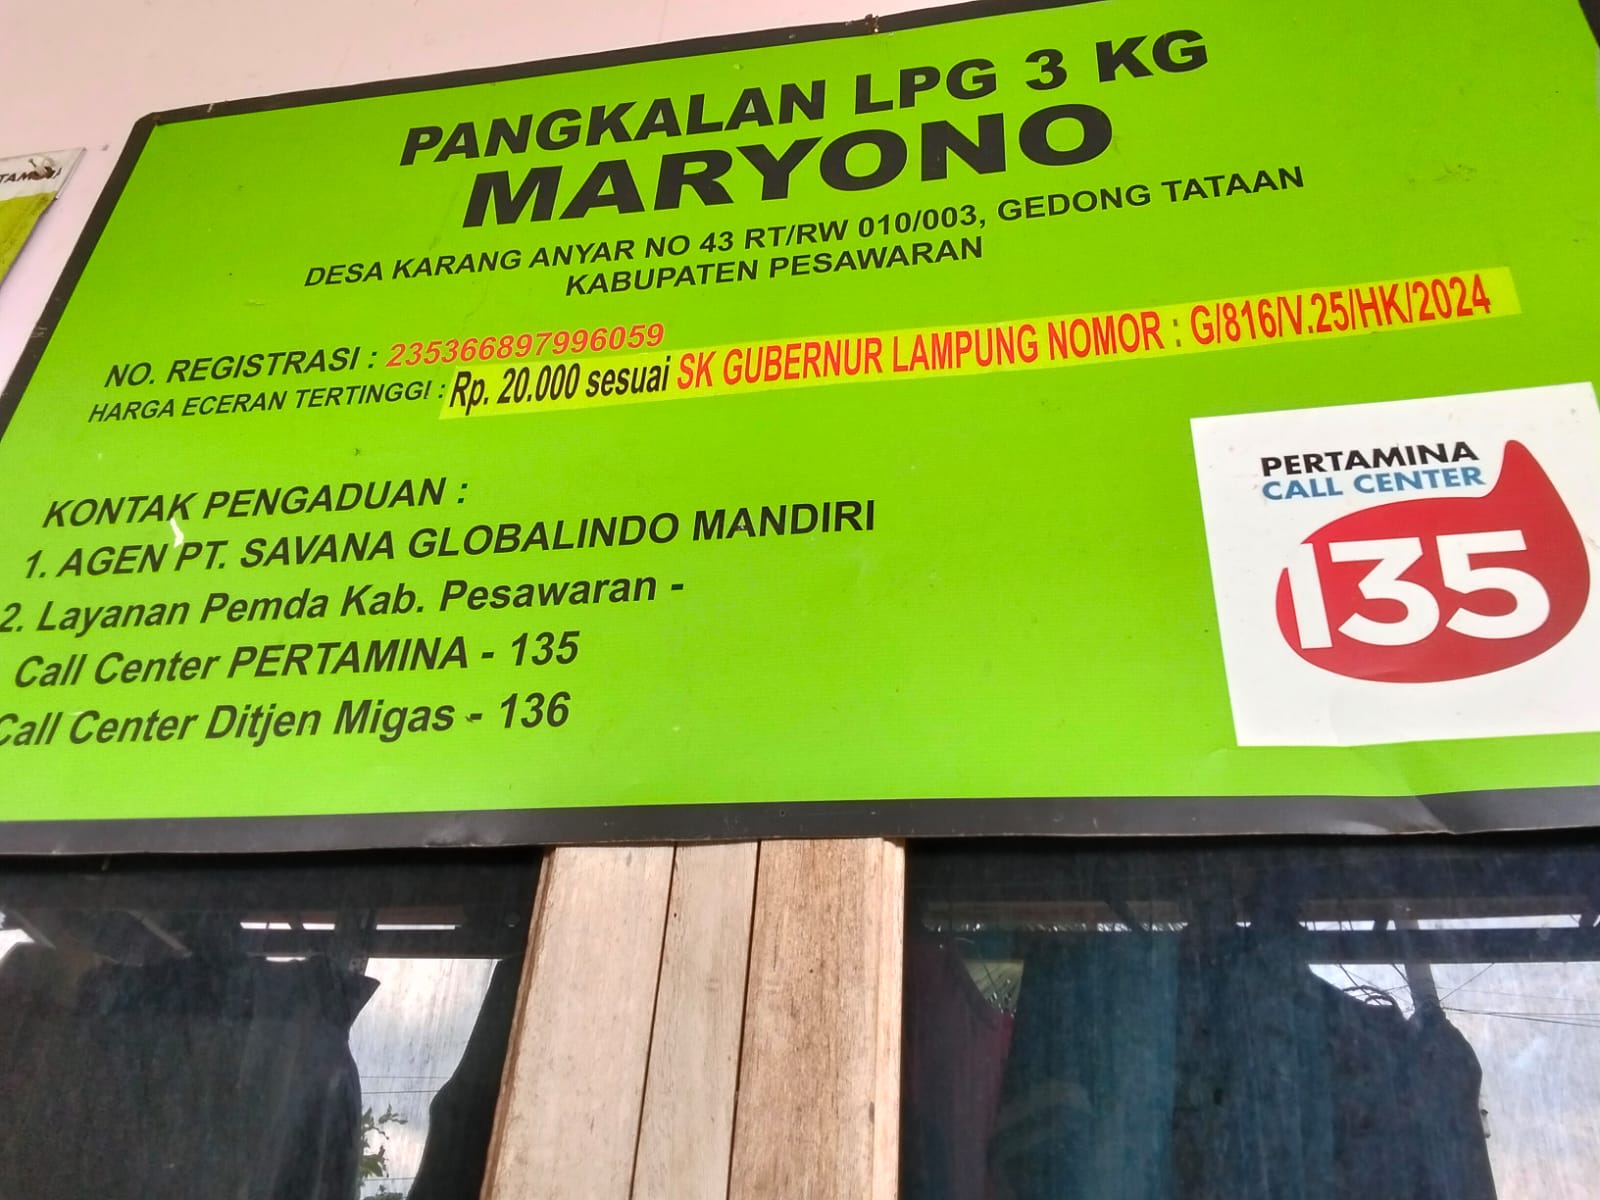 PANGKALAN LPG 3 KG
MARYONO
DESA KARANG ANYAR NO 43 RT/RW 010/003, GEDONG TATAAN
KABUPATEN PESAWARAN
NO. REGISTRASI : 235366897996059
HARGA ECERAN TERTINGGI : Rp. 20.000 sesuai SK GUBERNUR LAMPUNG NOMOR : G/816/V.25/HK/2024
KONTAK PENGADUAN :
1. AGEN PT. SAVANA GLOBALINDO MANDIRI
2. Layanan Pemda Kab. Pesawaran -
Call Center PERTAMINA - 135
Call Center Ditjen Migas - 136
PERTAMINA
CALL CENTER
135